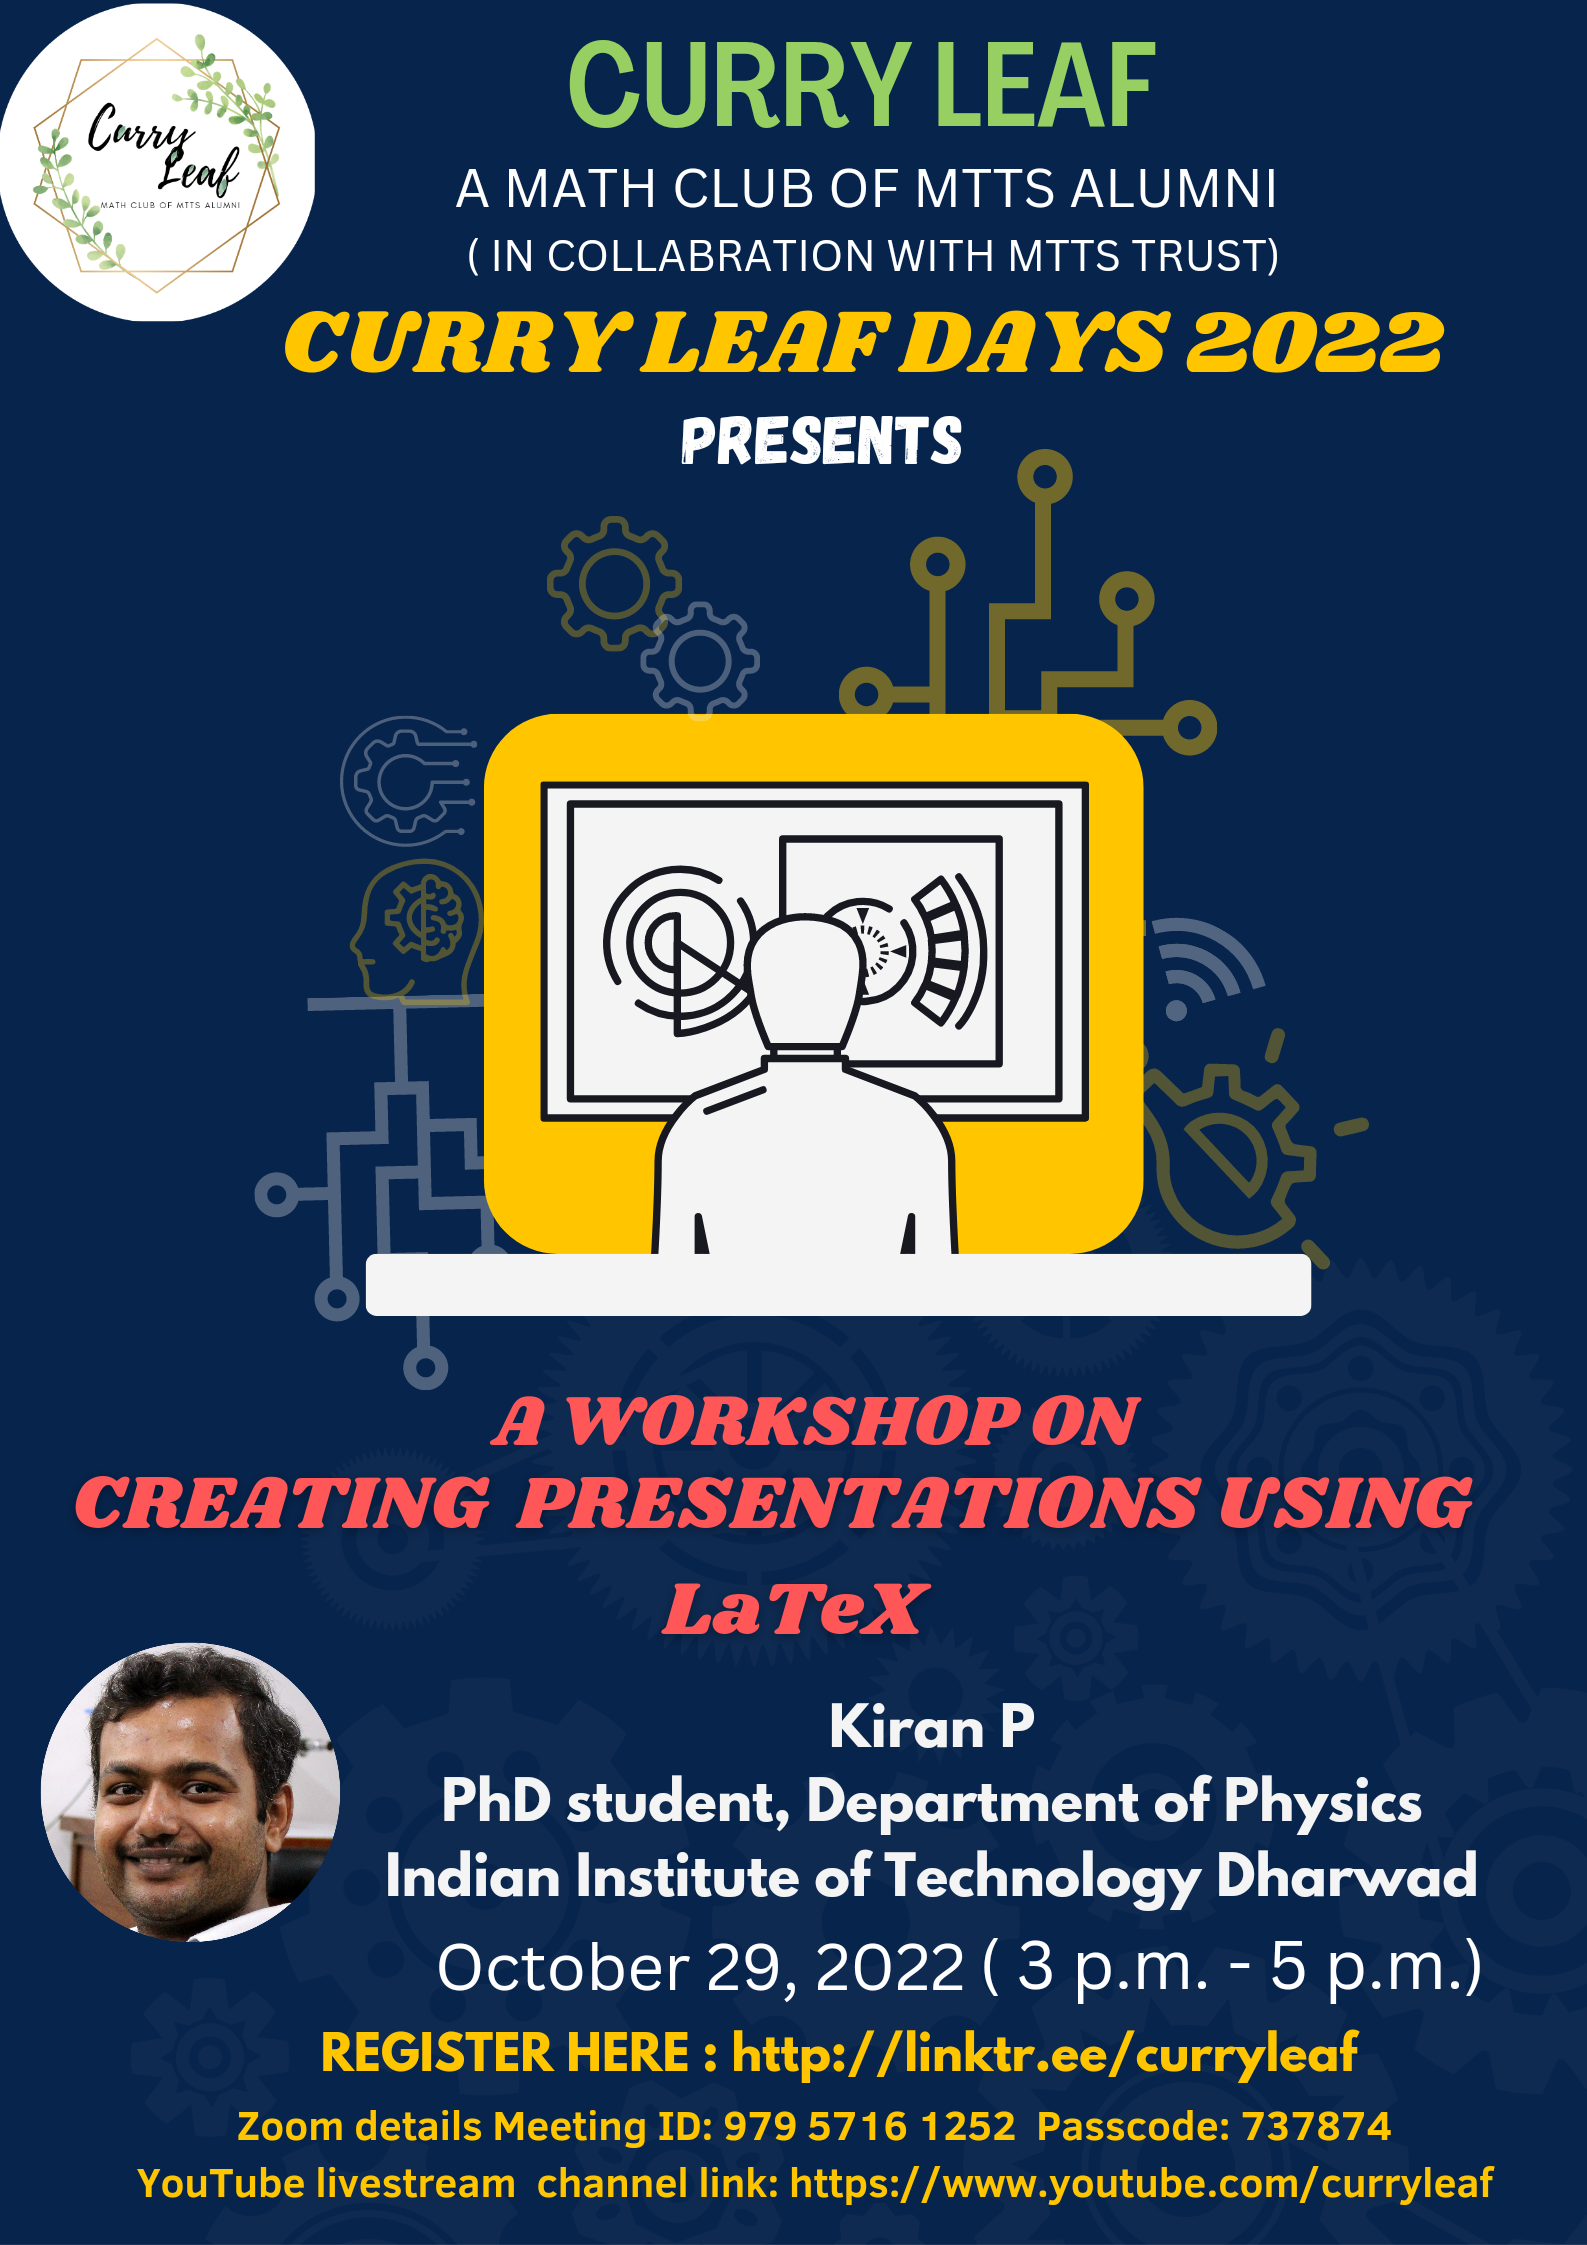 Curry
Leaf
MATH CLUB OF MTTS ALUMNI
CURRY LEAF
A MATH CLUB OF MTTS ALUMNI
( IN COLLABRATION WITH MTTS TRUST)
CURRY LEAF DAYS 2022
PRESENTS
A WORKSHOP ON
CREATING PRESENTATIONS USING
LaTeX
Kiran P
PhD student, Department of Physics
Indian Institute of Technology Dharwad
October 29, 2022 ( 3 p.m. - 5 p.m.)
REGISTER HERE : http://linktr.ee/curryleaf
Zoom details Meeting ID: 979 5716 1252 Passcode: 737874
YouTube livestream channel link: https://www.youtube.com/curryleaf